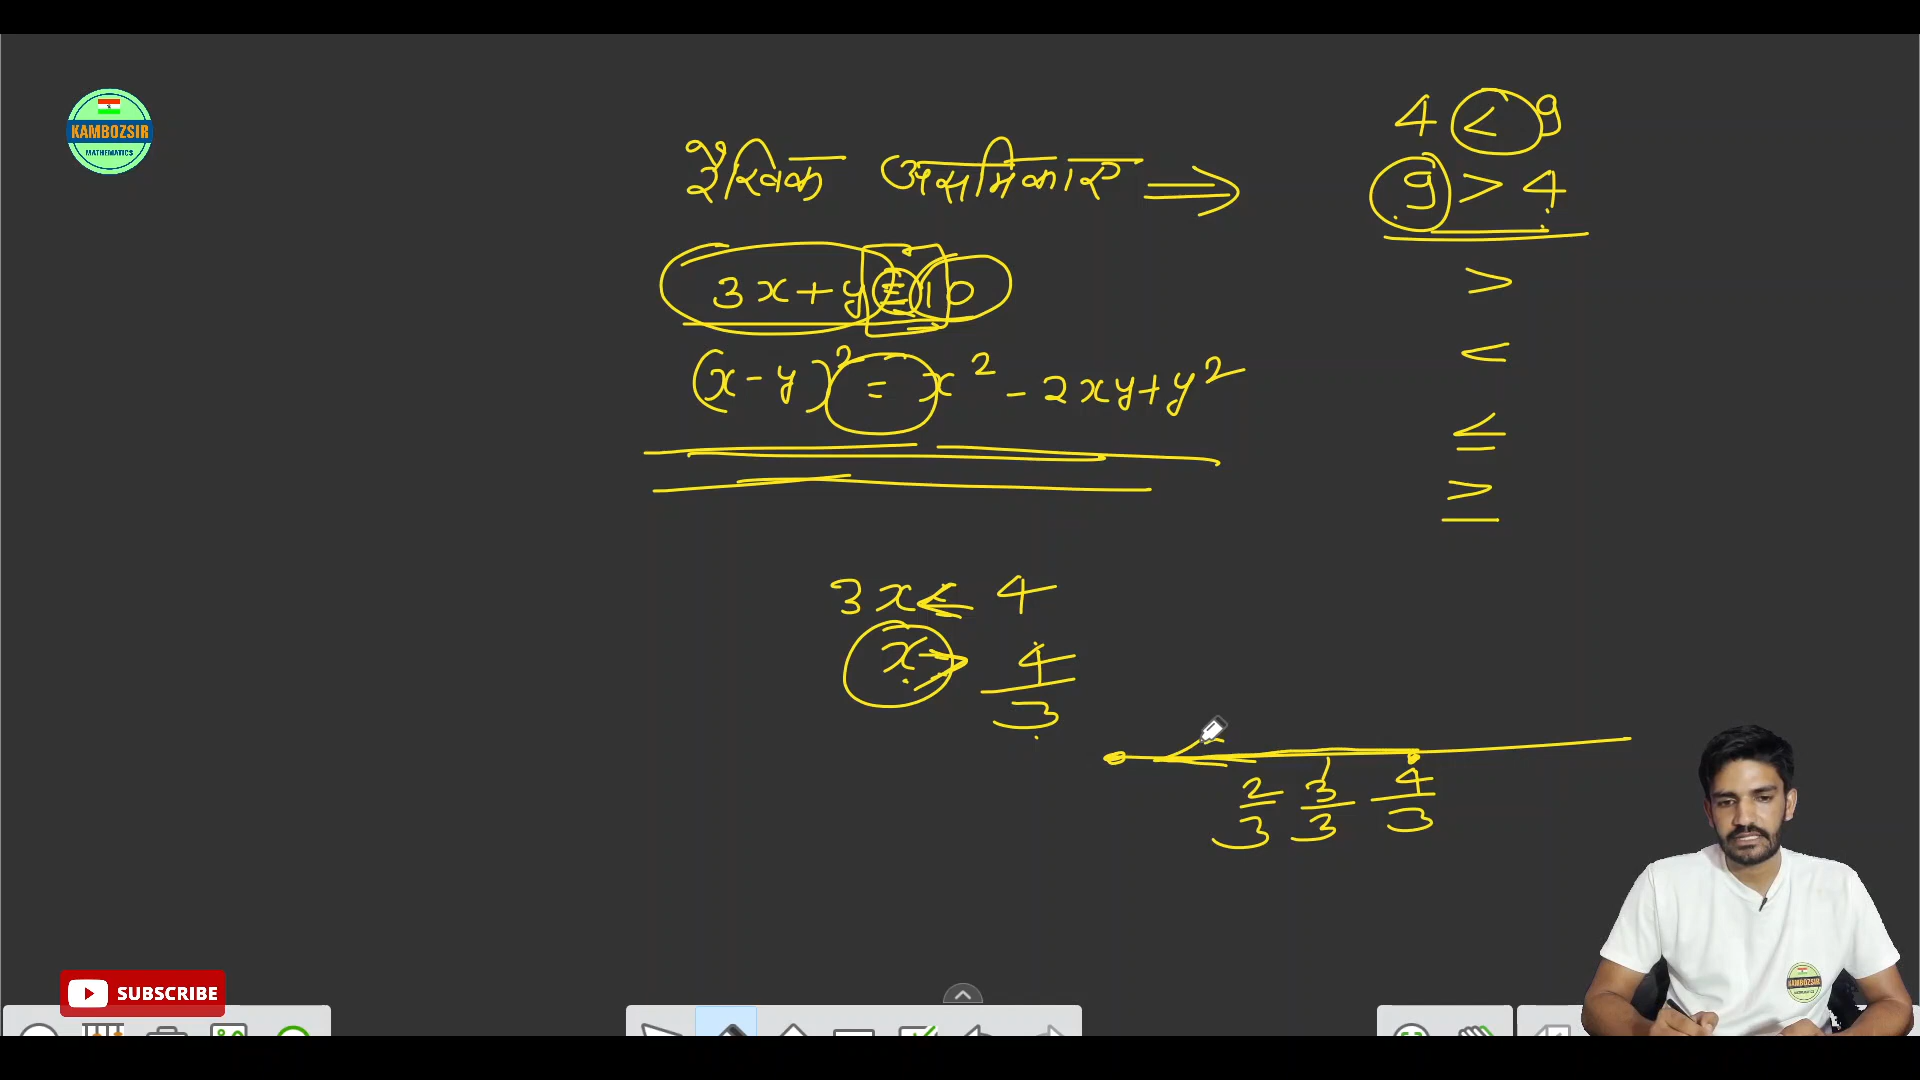 KAMBOZSIR
MATHEMATICS
रैखिक असमिकाए ⟹
3x+y = 10
(x-y)² = x² - 2xy + y²
4 < 9
9 > 4
>
<
≤
≥
3x ≤ 4
x > 4/3
2/3 3/3 4/3
SUBSCRIBE
KAMBOZSIR